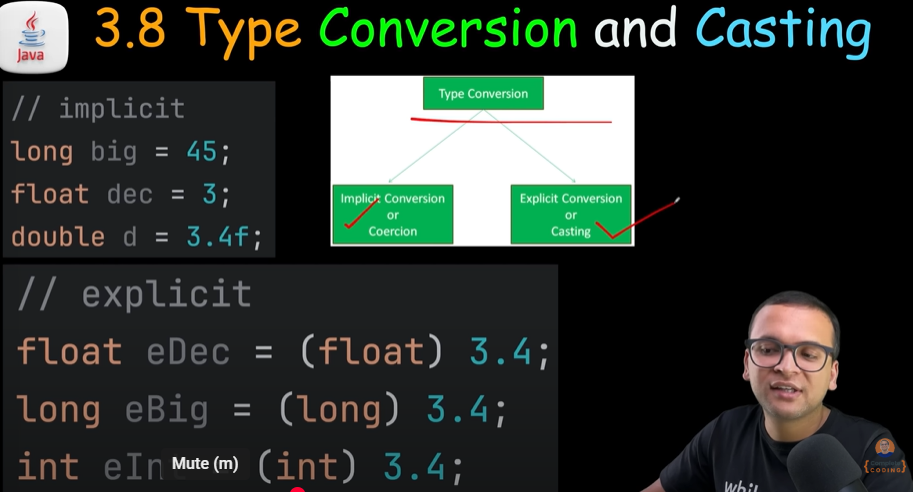 Java
3.8 Type Conversion and Casting
// implicit
long big = 45;
float dec = 3;
double d = 3.4f;
Type Conversion
Implicit Conversion
or
Coercion
Explicit Conversion
or
Casting
// explicit
float eDec = (float) 3.4;
long eBig = (long) 3.4;
int eIn (int) 3.4;
Mute (m)
whil
CODING